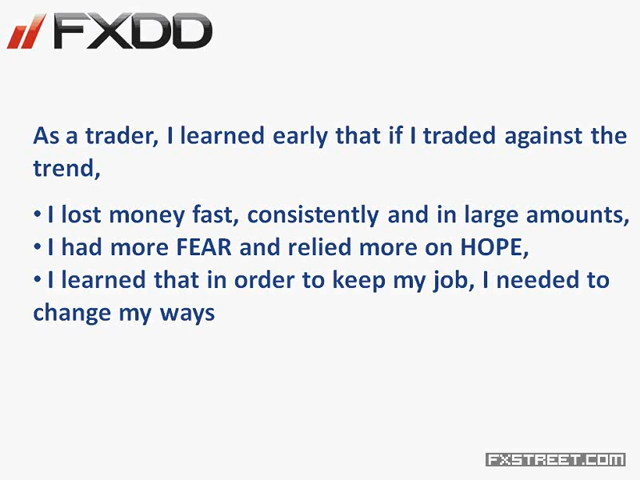 FXDD
As a trader, I learned early that if I traded against the
trend,
• I lost money fast, consistently and in large amounts,
• I had more FEAR and relied more on HOPE,
• I learned that in order to keep my job, I needed to
change my ways
FXSTREET.COM